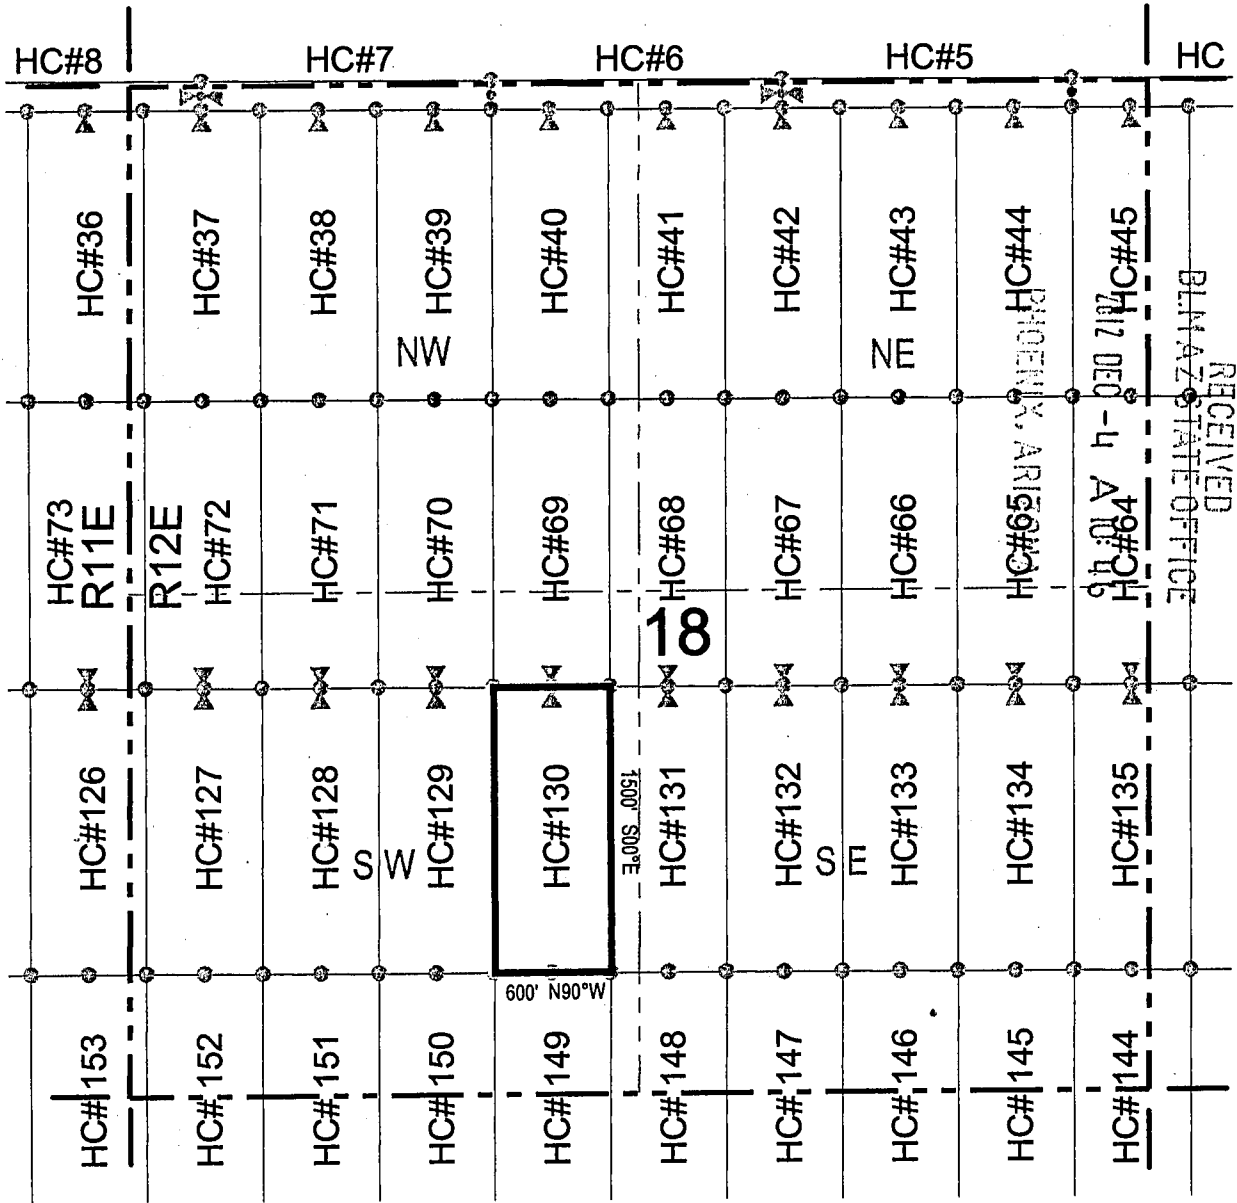 HC#8 HC#7 HC#6 HC#5 HC
HC#36 HC#37 HC#38 HC#39 HC#40 HC#41 HC#42 HC#43 HC#44 HC#45
NW NE
RECEIVED
BLM AZ STATE OFFICE
2012 DEC -4 A 10:46
PHOENIX, ARIZONA
HC#73 HC#72 HC#71 HC#70 HC#69 HC#68 HC#67 HC#66 HC#65 HC#64
R11E R12E
18
HC#126 HC#127 HC#128 HC#129 HC#130 HC#131 HC#132 HC#133 HC#134 HC#135
1500' S00°E
SW SE
600' N90°W
HC#153 HC#152 HC#151 HC#150 HC#149 HC#148 HC#147 HC#146 HC#145 HC#144